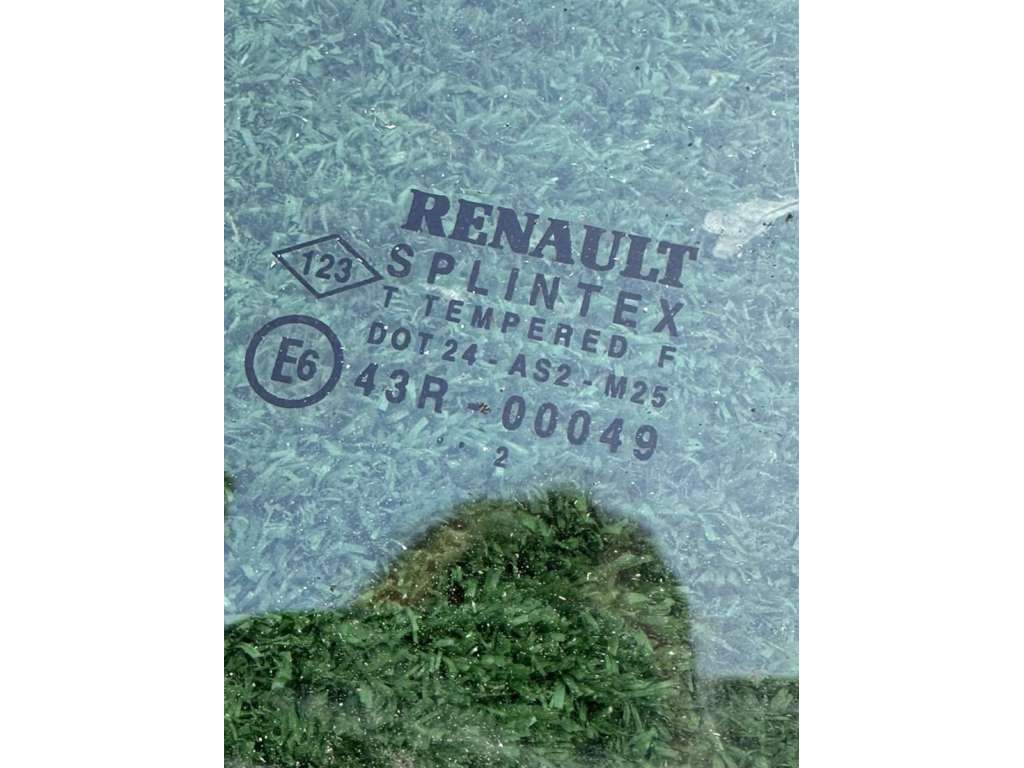 RENAULT
123
SPLINTEX
T TEMPERED F
DOT 24 - AS2 - M25
E6
43R - 00049
. . 2